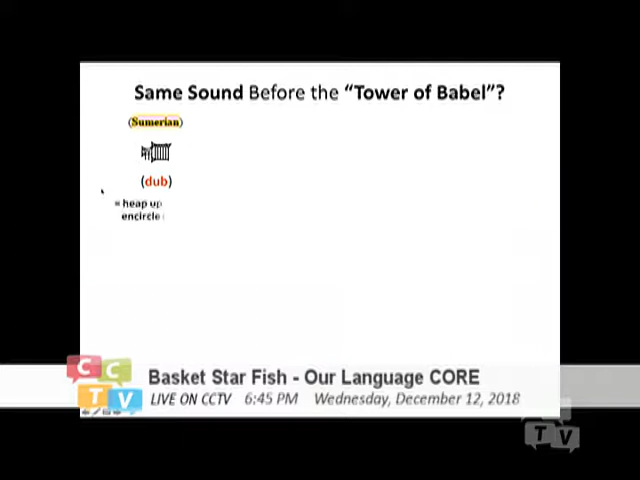 Same Sound Before the “Tower of Babel”?
(Sumerian)
(dub)
= heap up
encircle
CCTV
Basket Star Fish - Our Language CORE
LIVE ON CCTV 6:45 PM Wednesday, December 12, 2018
TV